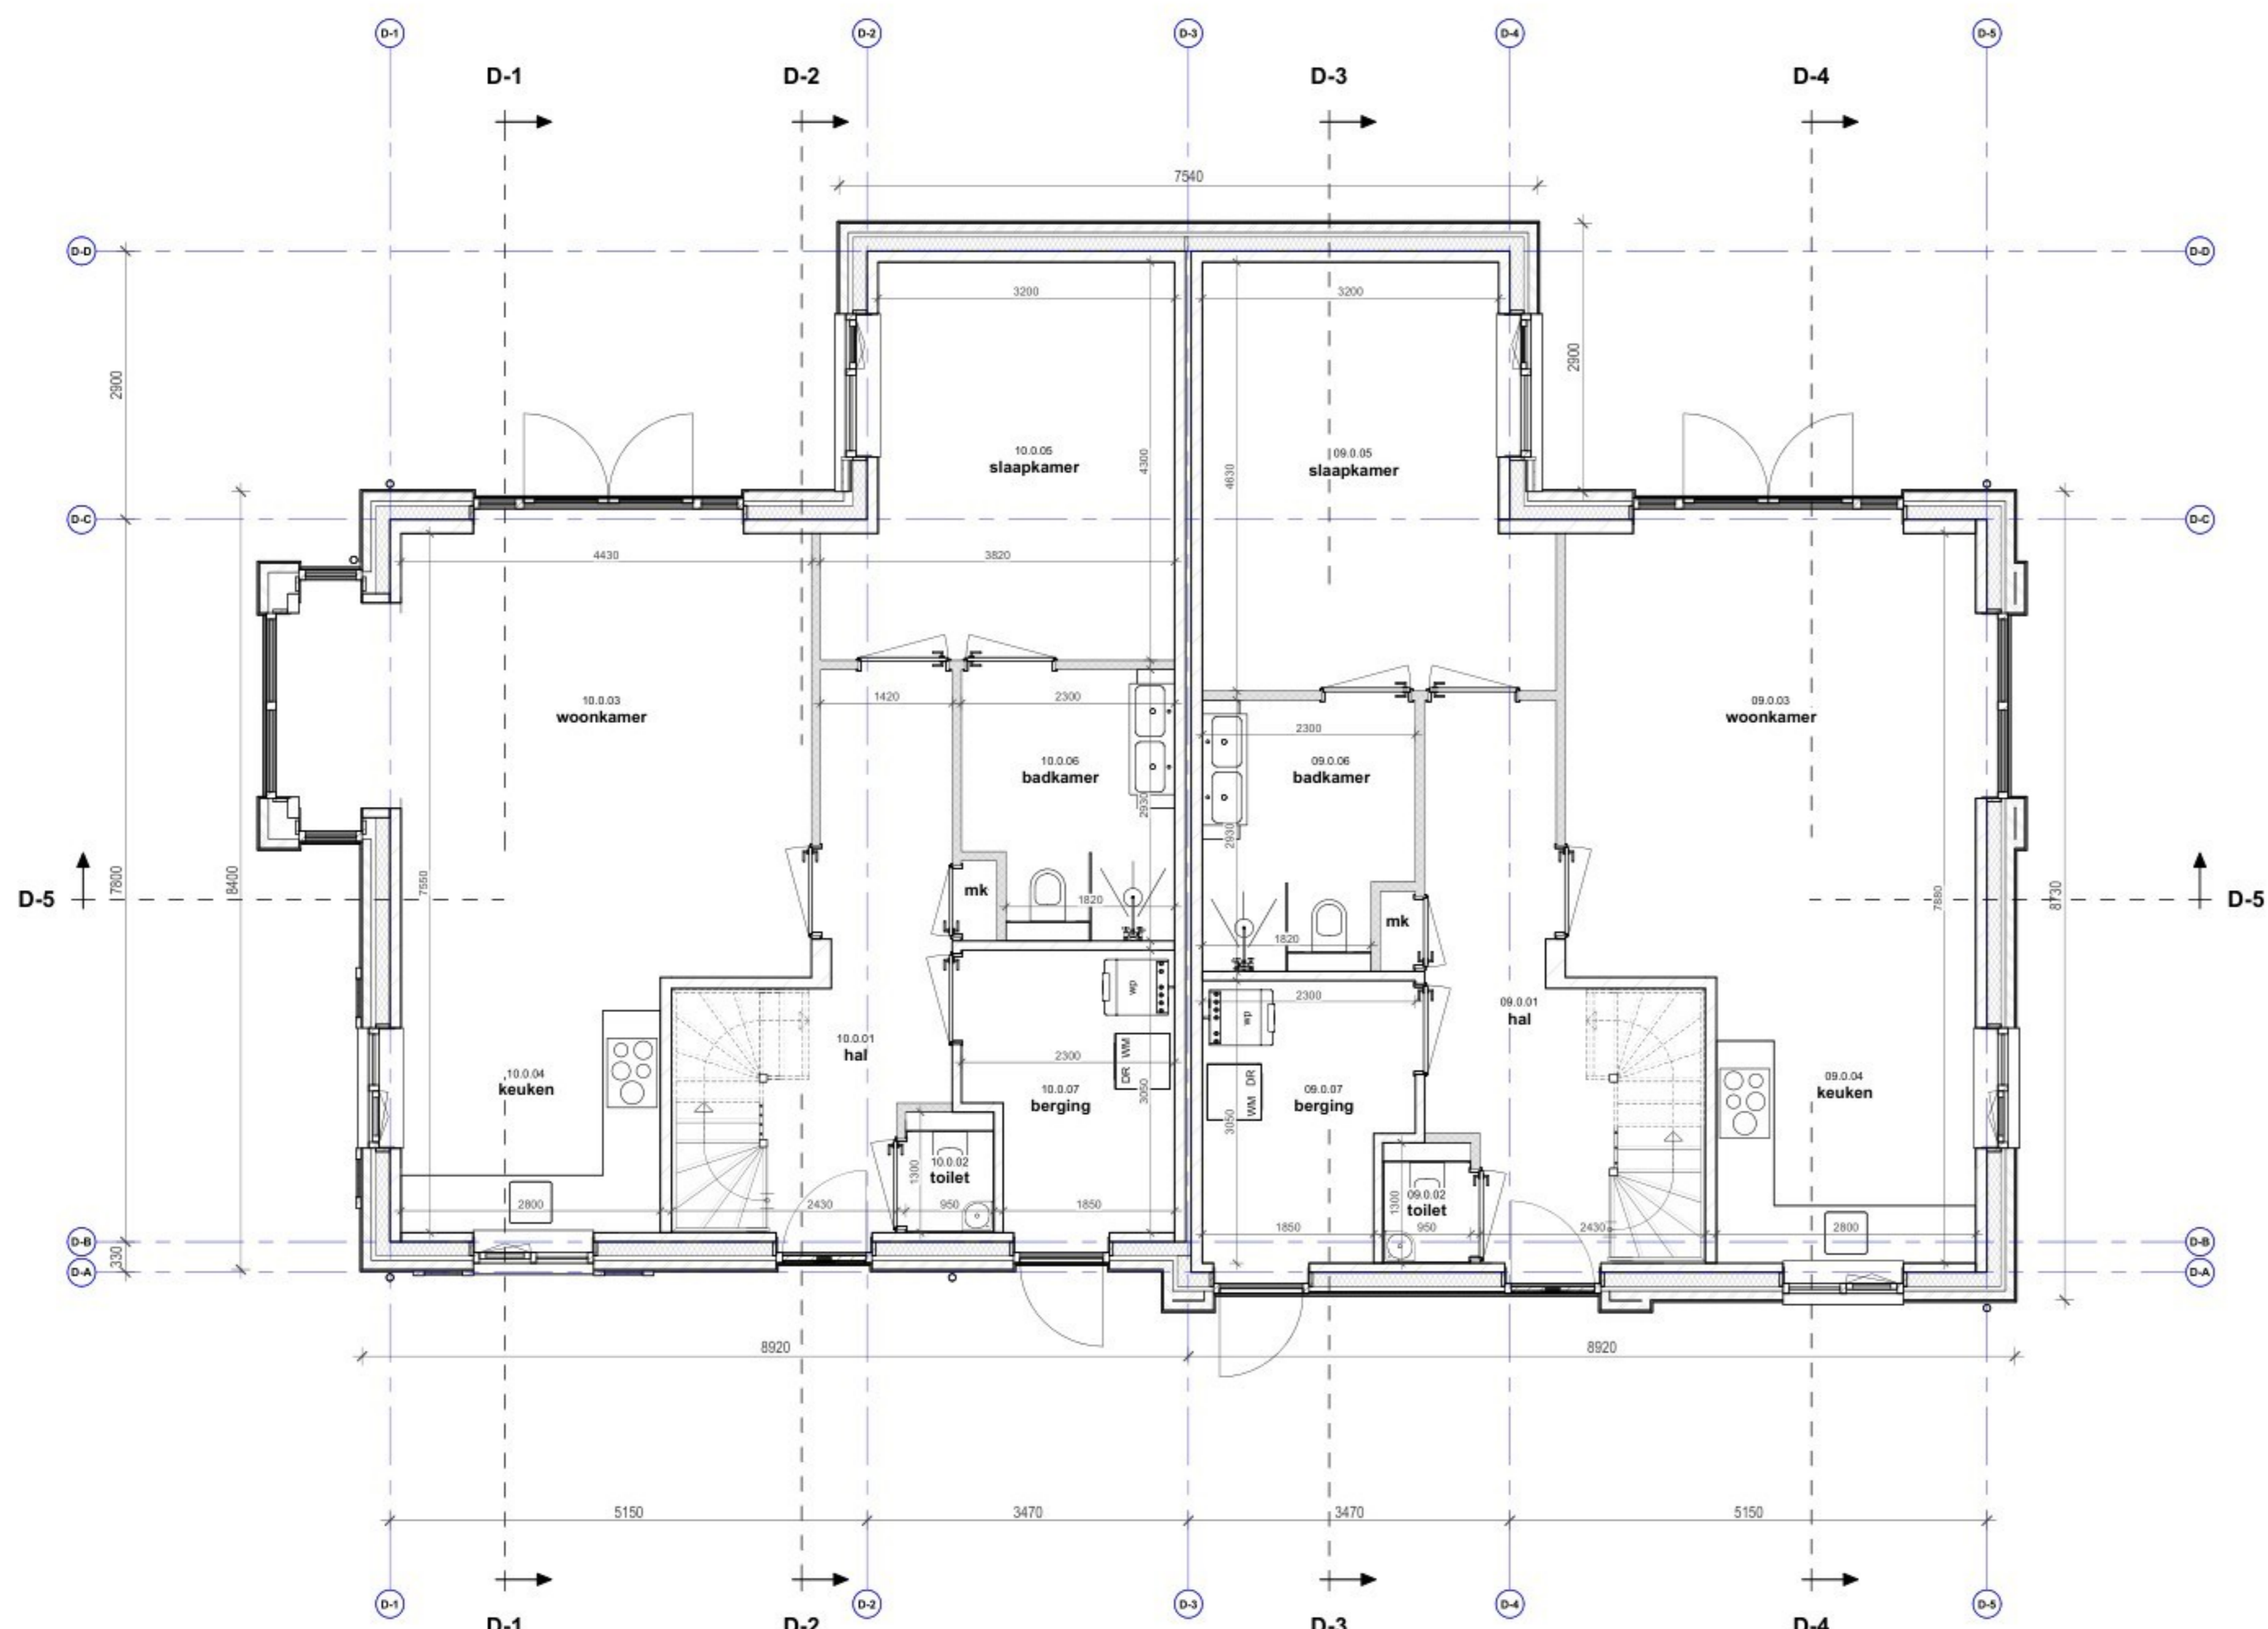 D-1
D-2
D-3
D-4
D-5
D-1
D-2
D-3
D-4
7540
D-D
D-D
3200
3200
2900
2900
10.0.05
slaapkamer
4300
09.0.05
slaapkamer
4630
D-C
D-C
4430
3820
10.0.03
woonkamer
1420
2300
09.0.03
woonkamer
2300
10.0.06
badkamer
2930
09.0.06
badkamer
2930
D-5
7800
8400
7550
mk
1820
mk
1820
7880
8730
D-5
wp
2300
wp
09.0.01
hal
10.0.01
hal
2300
DR WM
10.0.04
keuken
10.0.07
berging
3050
WM DR
09.0.07
berging
3050
09.0.04
keuken
10.0.02
toilet
1300
09.0.02
toilet
1300
2800
2430
950
1850
1850
950
2430
2800
D-B
330
D-A
D-B
D-A
8920
8920
5150
3470
3470
5150
D-1
D-2
D-3
D-4
D-5
D-1
D-2
D-3
D-4